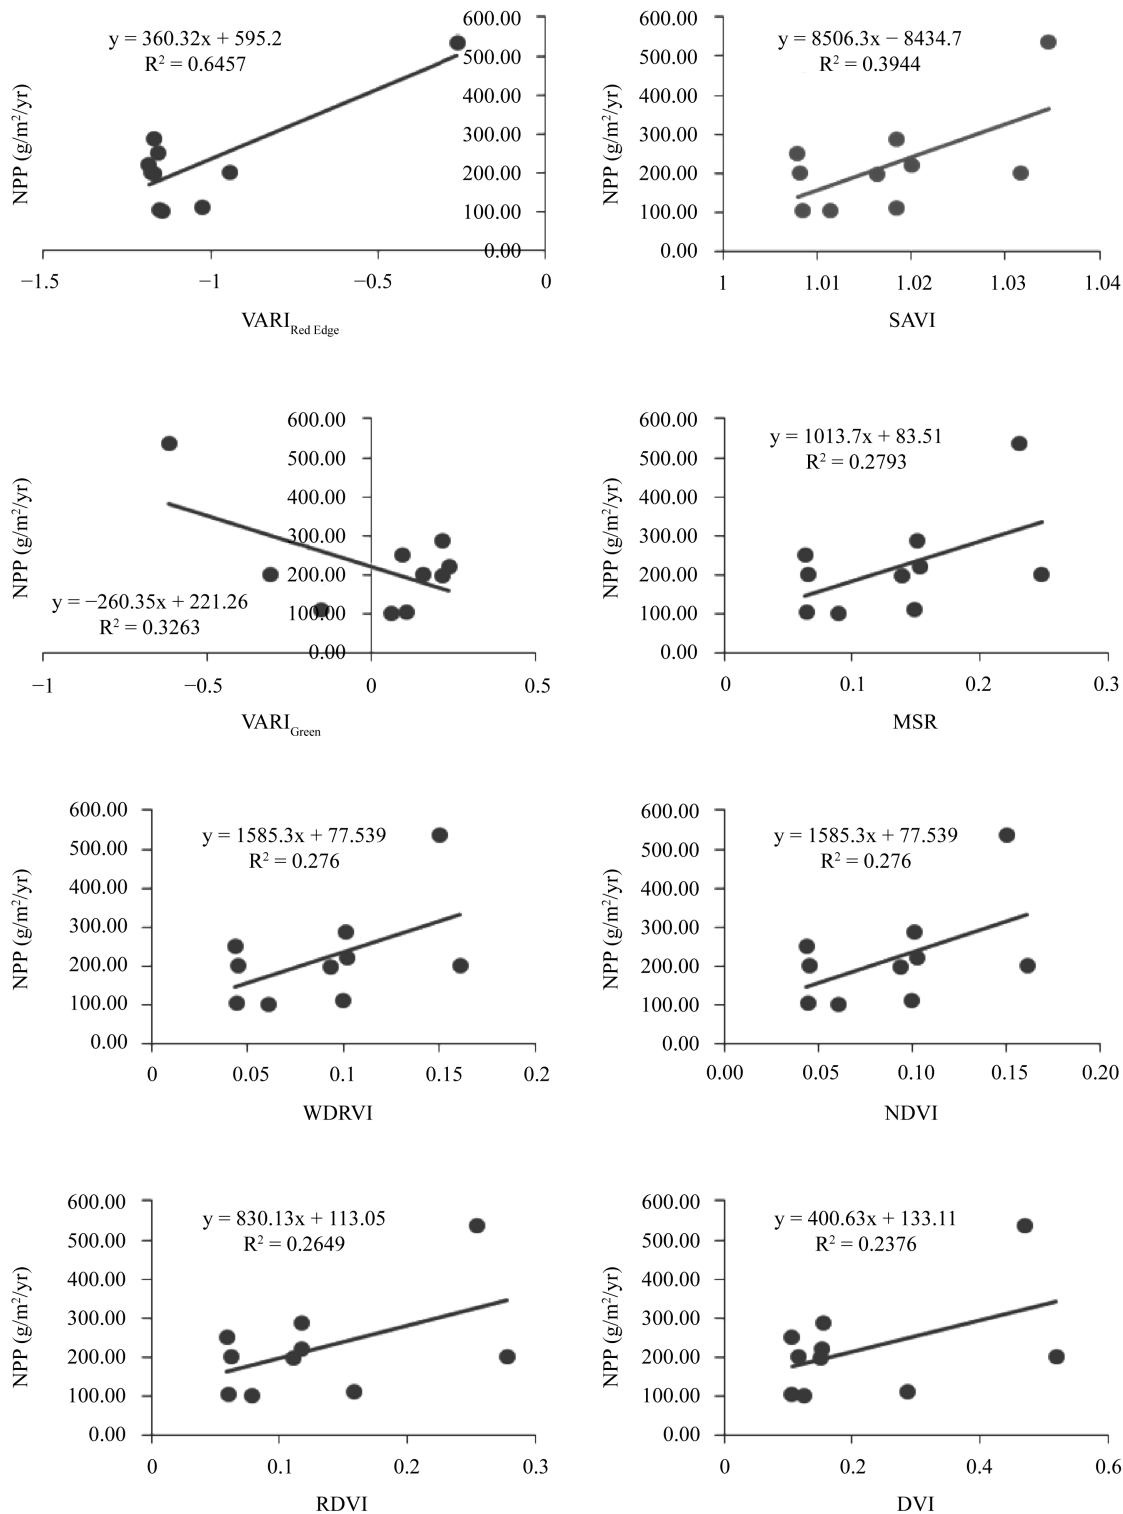 y = 360.32x + 595.2
R² = 0.6457
NPP (g/m²/yr)
600.00
500.00
400.00
300.00
200.00
100.00
0.00
−1.5 −1 −0.5 0
VARI Red Edge
y = 8506.3x − 8434.7
R² = 0.3944
NPP (g/m²/yr)
600.00
500.00
400.00
300.00
200.00
100.00
0.00
1 1.01 1.02 1.03 1.04
SAVI
y = −260.35x + 221.26
R² = 0.3263
NPP (g/m²/yr)
600.00
500.00
400.00
300.00
200.00
100.00
0.00
−1 −0.5 0 0.5
VARI Green
y = 1013.7x + 83.51
R² = 0.2793
NPP (g/m²/yr)
600.00
500.00
400.00
300.00
200.00
100.00
0.00
0 0.1 0.2 0.3
MSR
y = 1585.3x + 77.539
R² = 0.276
NPP (g/m²/yr)
600.00
500.00
400.00
300.00
200.00
100.00
0.00
0 0.05 0.1 0.15 0.2
WDRVI
y = 1585.3x + 77.539
R² = 0.276
NPP (g/m²/yr)
600.00
500.00
400.00
300.00
200.00
100.00
0.00
0.00 0.05 0.10 0.15 0.20
NDVI
y = 830.13x + 113.05
R² = 0.2649
NPP (g/m²/yr)
600.00
500.00
400.00
300.00
200.00
100.00
0.00
0 0.1 0.2 0.3
RDVI
y = 400.63x + 133.11
R² = 0.2376
NPP (g/m²/yr)
600.00
500.00
400.00
300.00
200.00
100.00
0.00
0 0.2 0.4 0.6
DVI